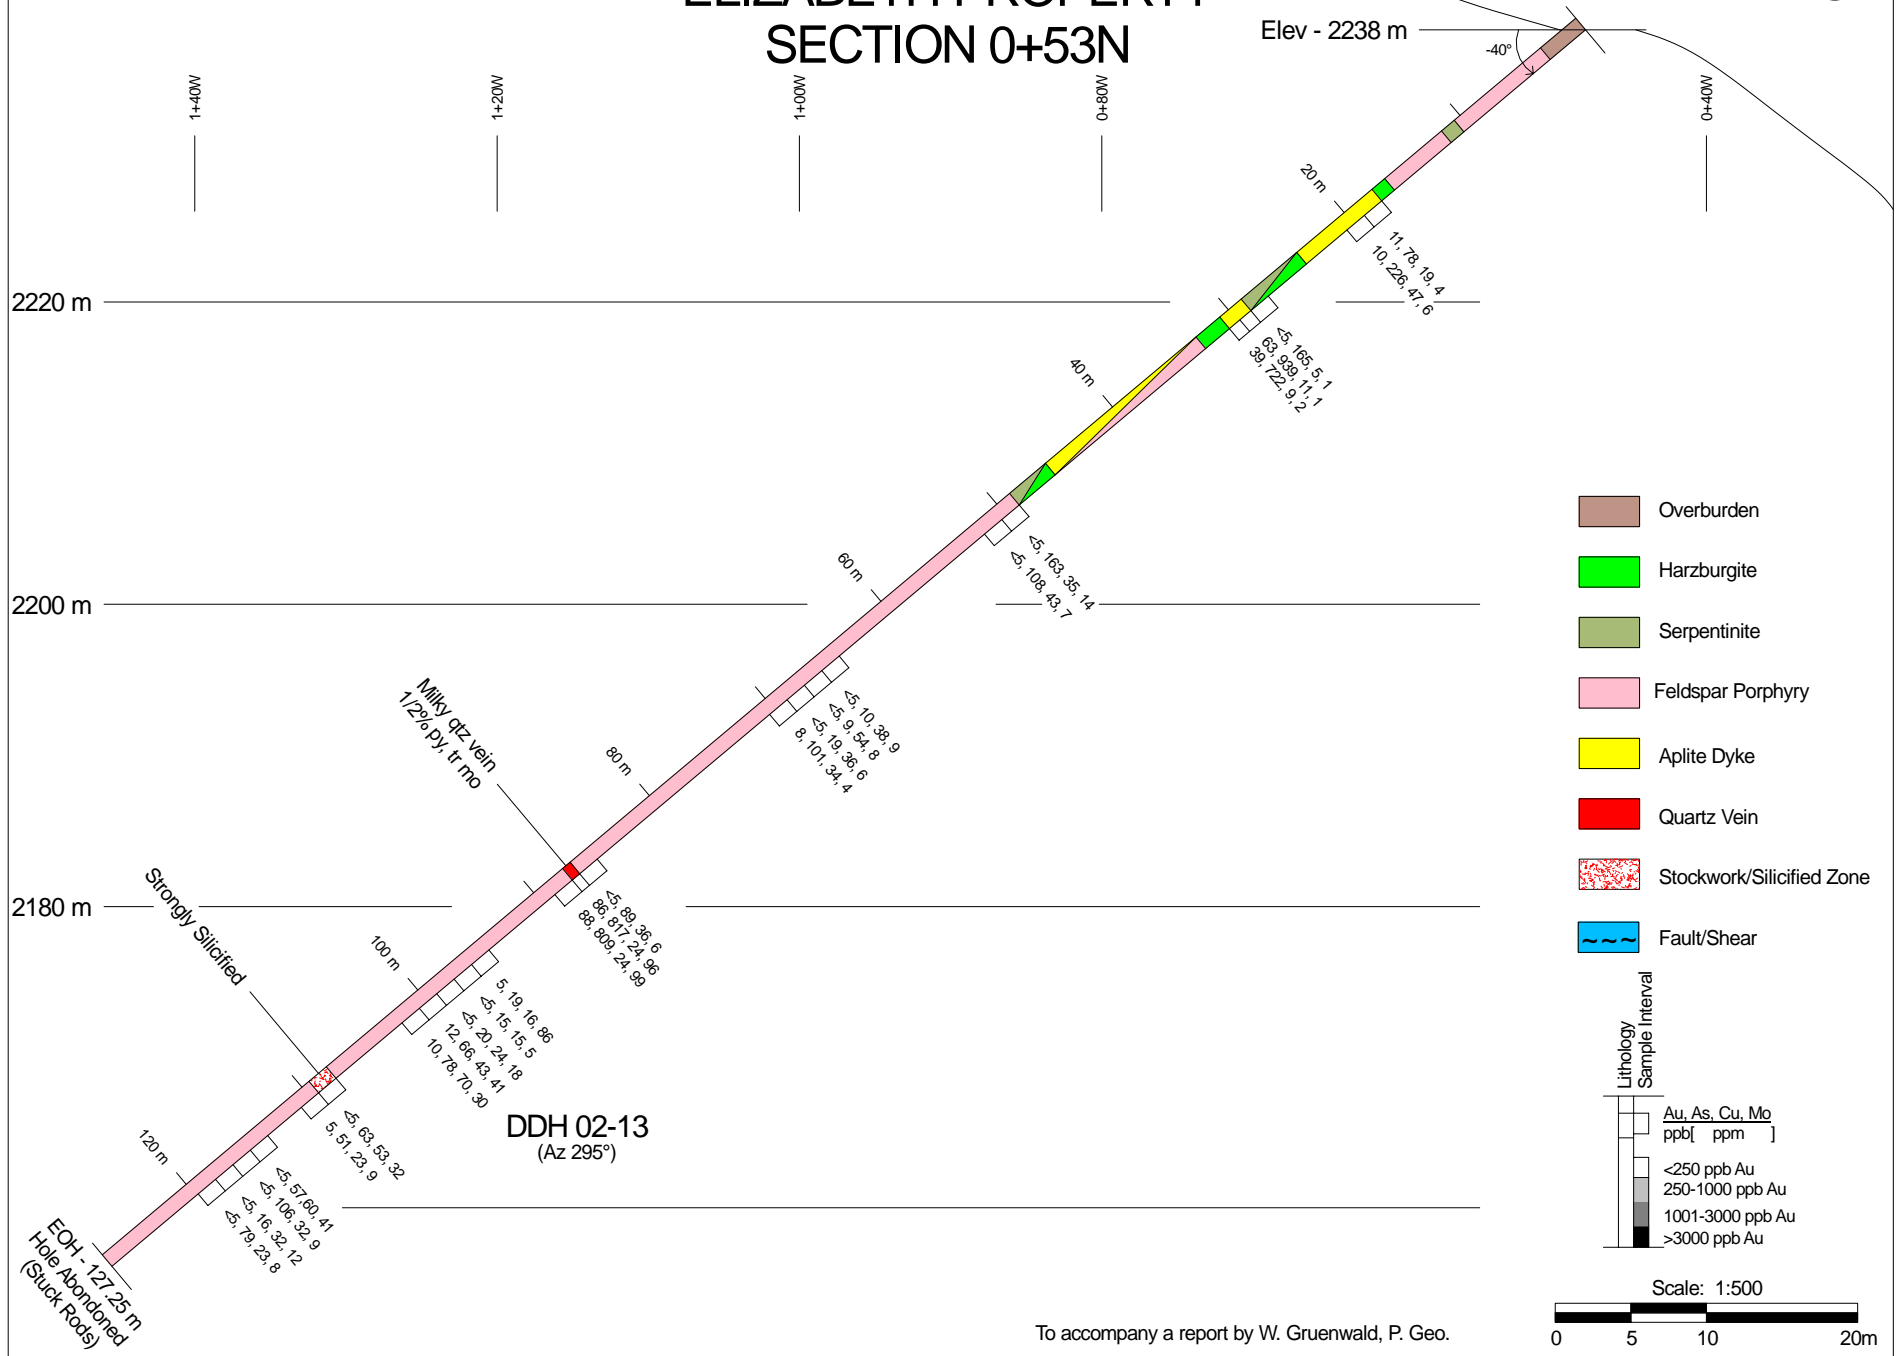 SECTION 0+53N
Elev - 2238 m
-40°
1+40W
1+20W
1+00W
0+80W
0+40W
20 m
11, 78, 19, 4
10, 226, 47, 6
2220 m
<5, 165, 5, 1
63, 939, 11, 1
39, 722, 9, 2
40 m
<5, 163, 35, 14
<5, 108, 43, 7
60 m
2200 m
<5, 10, 38, 9
<5, 9, 54, 8
<5, 19, 36, 6
8, 101, 34, 4
Milky qtz vein
1/2% py, tr mo
80 m
<5, 89, 36, 6
86, 817, 24, 96
88, 809, 24, 99
2180 m
Strongly Silicified
100 m
5, 19, 16, 86
<5, 15, 15, 5
<5, 20, 24, 18
12, 66, 43, 41
10, 78, 70, 30
DDH 02-13
(Az 295°)
<5, 63, 53, 32
5, 51, 23, 9
120 m
<5, 57,60, 41
<5, 106, 32, 9
<5, 16, 32, 12
<5, 79, 23, 8
EOH - 127.25 m
Hole Abondoned
(Stuck Rods)
Overburden
Harzburgite
Serpentinite
Feldspar Porphyry
Aplite Dyke
Quartz Vein
Stockwork/Silicified Zone
Fault/Shear
Lithology
Sample Interval
Au, As, Cu, Mo
ppb[ ppm ]
<250 ppb Au
250-1000 ppb Au
1001-3000 ppb Au
>3000 ppb Au
Scale: 1:500
0 5 10 20m
To accompany a report by W. Gruenwald, P. Geo.